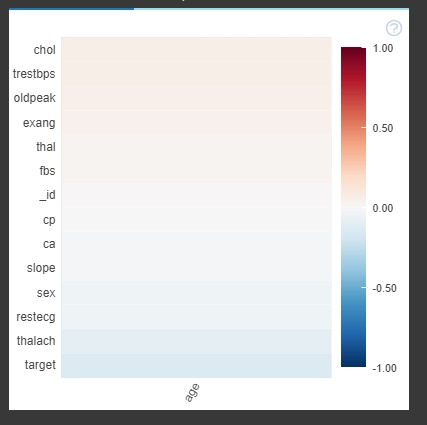 ?
chol
trestbps
oldpeak
exang
thal
fbs
_id
cp
ca
slope
sex
restecg
thalach
target
age
1.00
0.50
0.00
-0.50
-1.00